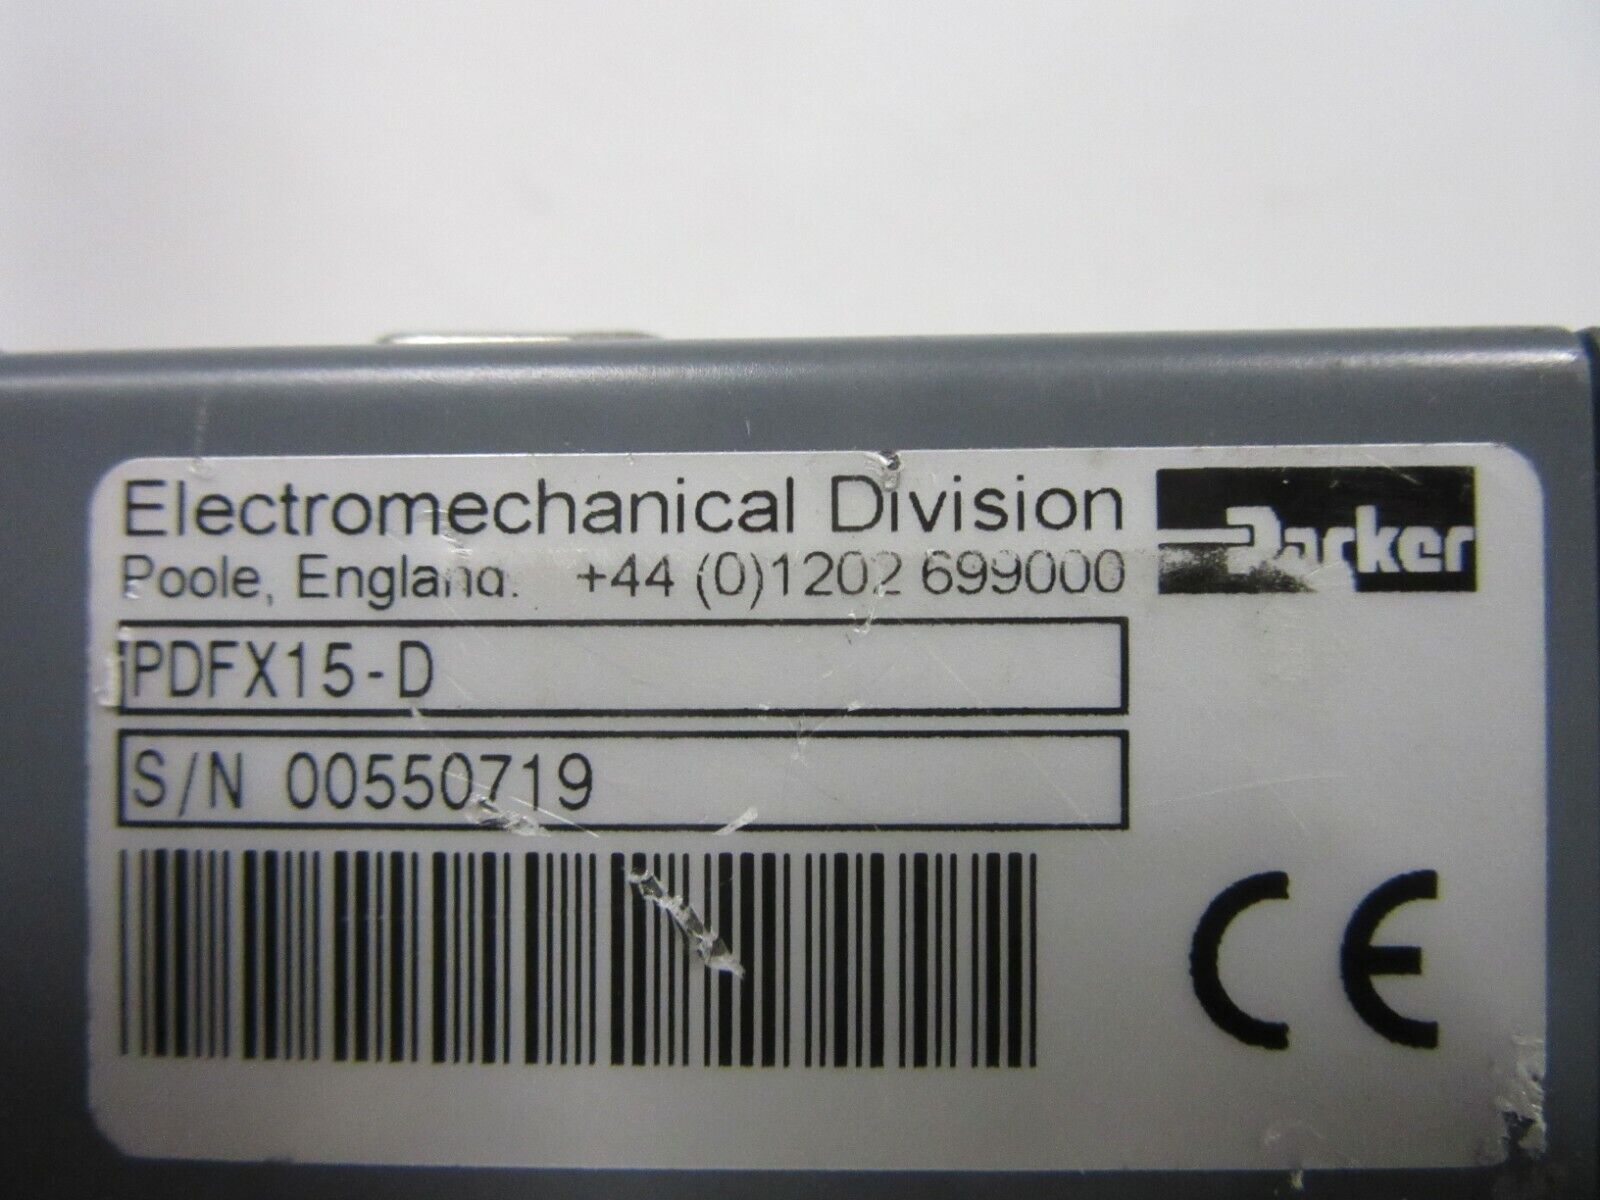 Electromechanical Division
Parker
Poole, England. +44 (0)1202 699000
PDFX15-D
S/N 00550719
CE